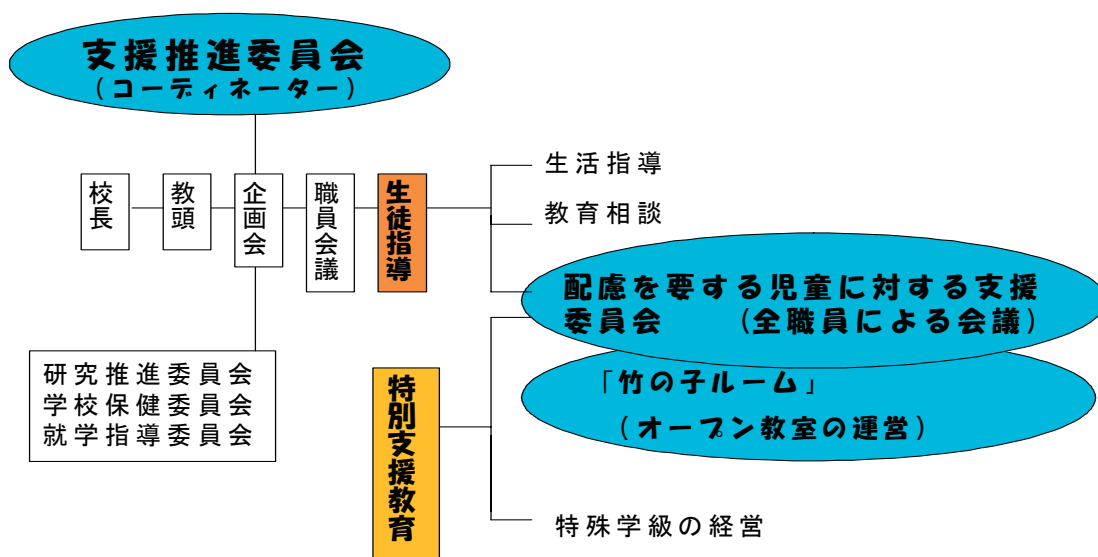 支援推進委員会
(コーディネーター)
校長
教頭
企画会
職員会議
生徒指導
生活指導
教育相談
配慮を要する児童に対する支援
委員会 (全職員による会議)
研究推進委員会
学校保健委員会
就学指導委員会
特別支援教育
「竹の子ルーム」
(オープン教室の運営)
特殊学級の経営